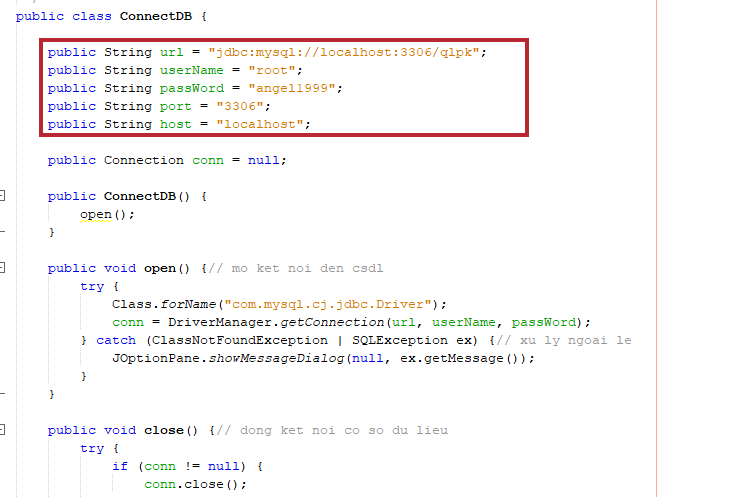 public class ConnectDB {
public String url = "jdbc:mysql://localhost:3306/qlpk";
public String userName = "root";
public String passWord = "angel1999";
public String port = "3306";
public String host = "localhost";
public Connection conn = null;
public ConnectDB() {
open();
}
public void open() {// mo ket noi den csdl
try {
Class.forName("com.mysql.cj.jdbc.Driver");
conn = DriverManager.getConnection(url, userName, passWord);
} catch (ClassNotFoundException | SQLException ex) {// xu ly ngoai le
JOptionPane.showMessageDialog(null, ex.getMessage());
}
}
public void close() {// dong ket noi co so du lieu
try {
if (conn != null) {
conn.close();